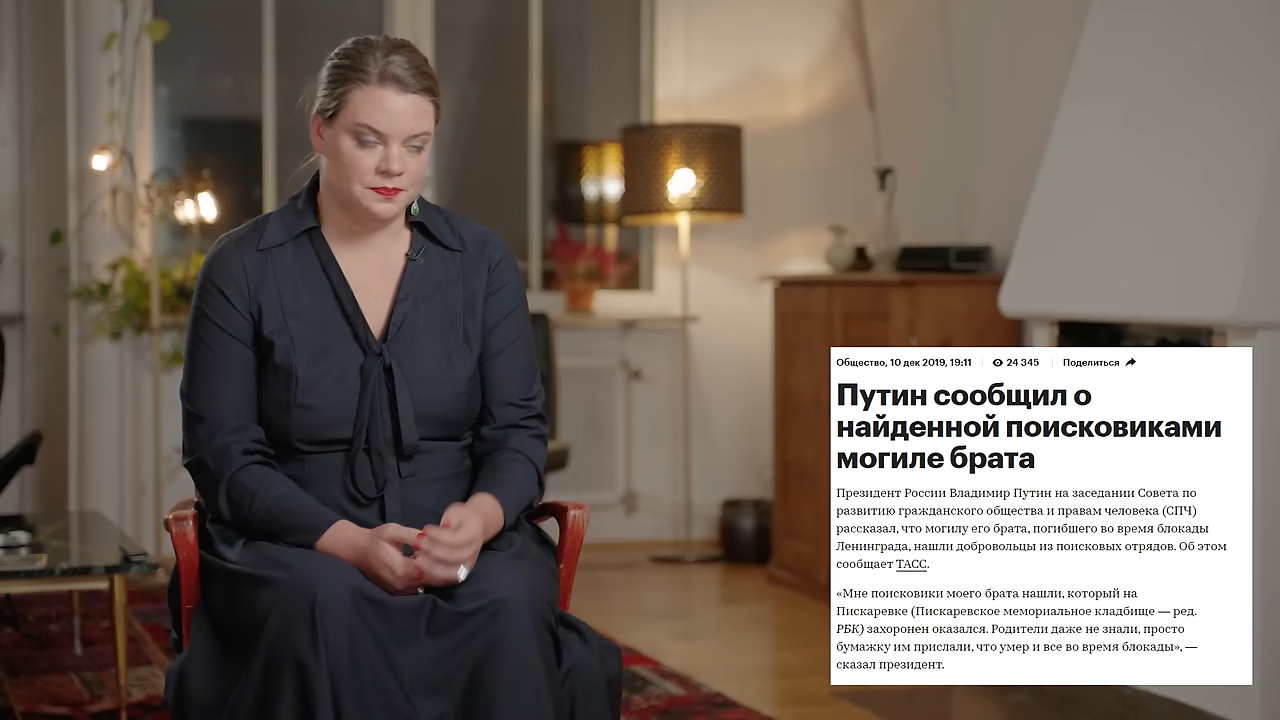 Общество, 10 дек 2019, 19:11 24 345 Поделиться
Путин сообщил о
найденной поисковиками
могиле брата
Президент России Владимир Путин на заседании Совета по
развитию гражданского общества и правам человека (СПЧ)
рассказал, что могилу его брата, погибшего во время блокады
Ленинграда, нашли добровольцы из поисковых отрядов. Об этом
сообщает ТАСС.
«Мне поисковики моего брата нашли, который на
Пискаревке (Пискаревское мемориальное кладбище — ред.
РБК) захоронен оказался. Родители даже не знали, просто
бумажку им прислали, что умер и все во время блокады», —
сказал президент.